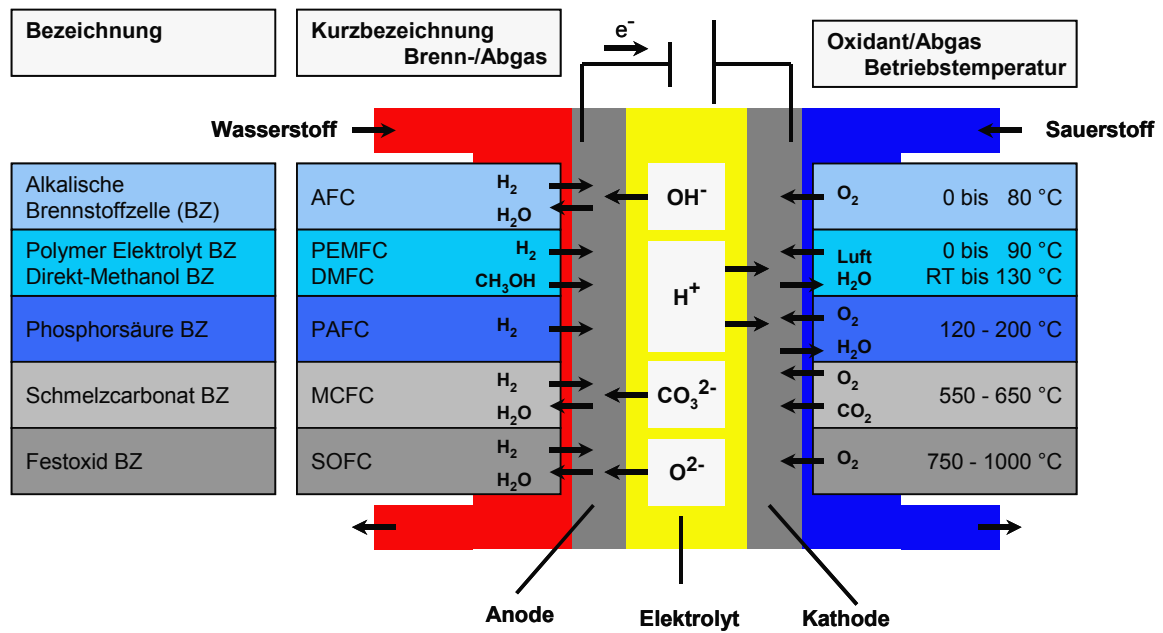 Bezeichnung
Kurzbezeichnung
Brenn-/Abgas
e⁻
Oxidant/Abgas
Betriebstemperatur
Wasserstoff
Sauerstoff
Alkalische
Brennstoffzelle (BZ)
AFC
H₂
H₂O
OH⁻
O₂
0 bis 80 °C
Polymer Elektrolyt BZ
Direkt-Methanol BZ
PEMFC
DMFC
H₂
CH₃OH
H⁺
Luft
H₂O
0 bis 90 °C
RT bis 130 °C
Phosphorsäure BZ
PAFC
H₂
O₂
H₂O
120 - 200 °C
Schmelzcarbonat BZ
MCFC
H₂
H₂O
CO₃²⁻
O₂
CO₂
550 - 650 °C
Festoxid BZ
SOFC
H₂
H₂O
O²⁻
O₂
750 - 1000 °C
Anode
Elektrolyt
Kathode